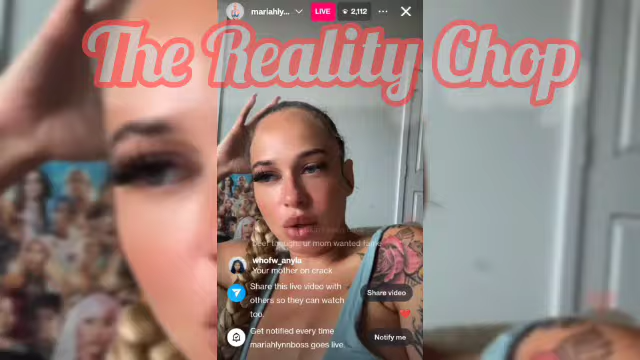 mariahly...
LIVE
2,112
The Reality Chop
beef though, ur mom wanted fame
whofw_anyla
Your mother on crack
Share this live video with
others so they can watch
too.
Share video
Get notified every time
mariahlynnboss goes live.
Notify me